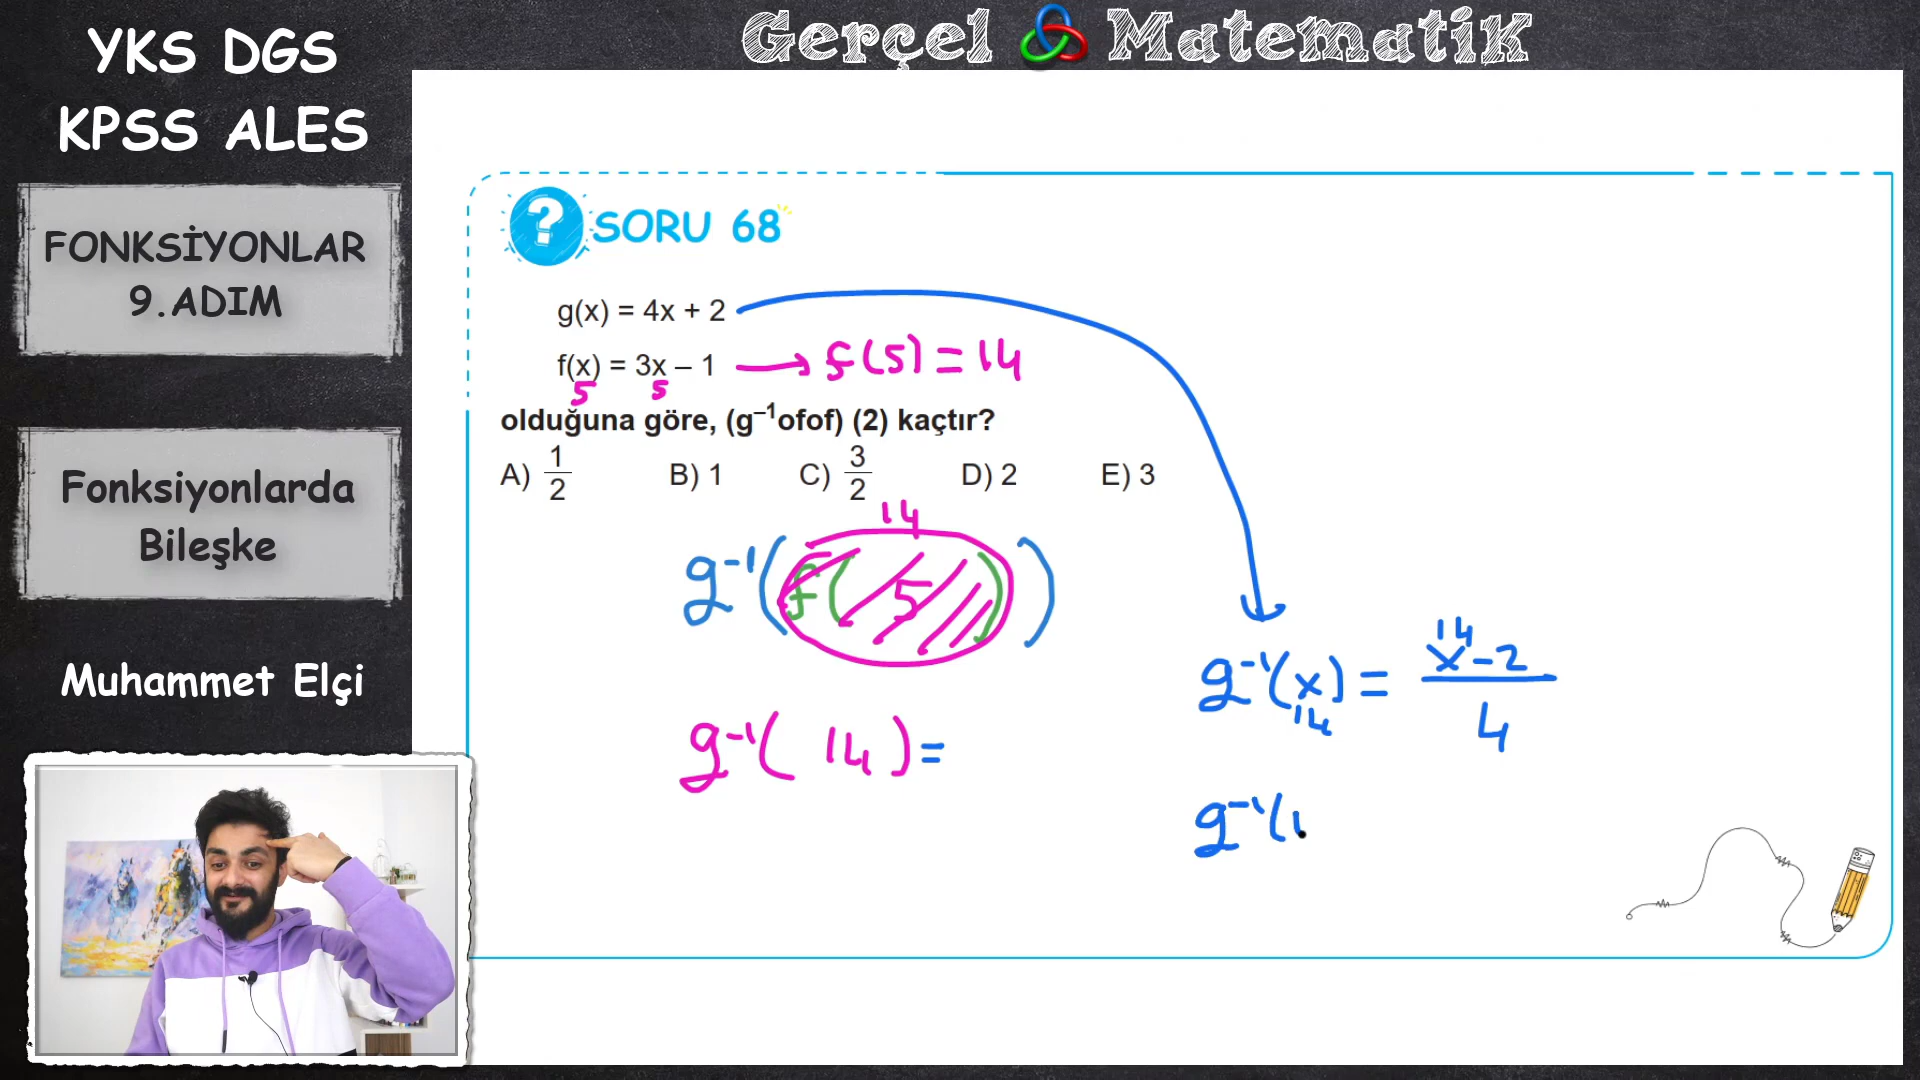 Gerçel Matematik
YKS DGS
KPSS ALES
FONKSİYONLAR
9.ADIM
Fonksiyonlarda
Bileşke
Muhammet Elçi
? SORU 68
g(x) = 4x + 2
f(x) = 3x – 1 → f(5) = 14
5 5
olduğuna göre, (g⁻¹ofof) (2) kaçtır?
A) 1/2 B) 1 C) 3/2 D) 2 E) 3
14
g⁻¹(f(5))
14
g⁻¹(x) = x-2/4
14
g⁻¹( 14 ) =
g⁻¹(1